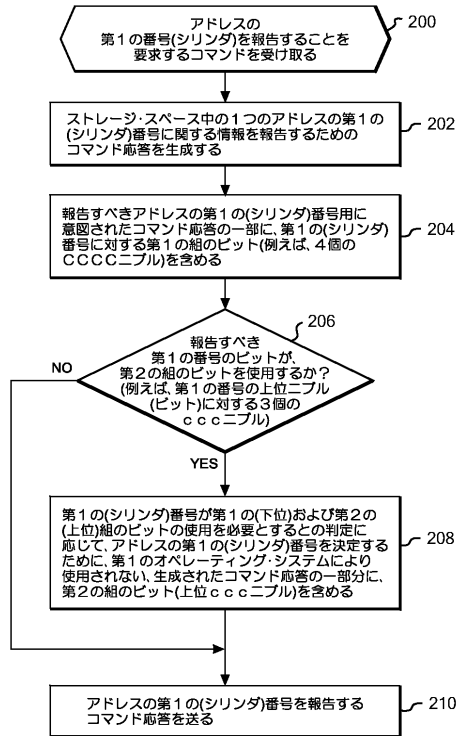 アドレスの
第1の番号(シリンダ)を報告することを
要求するコマンドを受け取る
200
ストレージ・スペース中の1つのアドレスの第1の
(シリンダ)番号に関する情報を報告するための
コマンド応答を生成する
202
報告すべきアドレスの第1の(シリンダ)番号用に
意図されたコマンド応答の一部に、第1の(シリンダ)
番号に対する第1の組のビット(例えば、4個の
CCCCニブル)を含める
204
206
報告すべき
第1の番号のビットが、
第2の組のビットを使用するか?
(例えば、第1の番号の上位ニブル
(ビット)に対する3個の
cccニブル)
NO
YES
第1の(シリンダ)番号が第1の(下位)および第2の
(上位)組のビットの使用を必要とするとの判定に
応じて、アドレスの第1の(シリンダ)番号を決定する
ために、第1のオペレーティング・システムにより
使用されない、生成されたコマンド応答の一部分に、
第2の組のビット(上位cccニブル)を含める
208
アドレスの第1の(シリンダ)番号を報告する
コマンド応答を送る
210